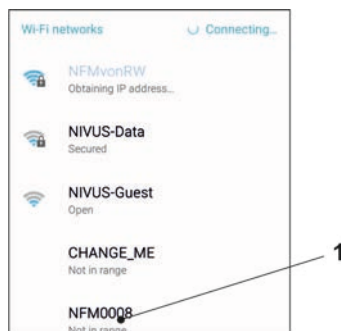 Wi-Fi networks Connecting...
NFMvonRW
Obtaining IP address...
NIVUS-Data
Secured
NIVUS-Guest
Open
CHANGE_ME
Not in range
1
NFM0008
Not in range